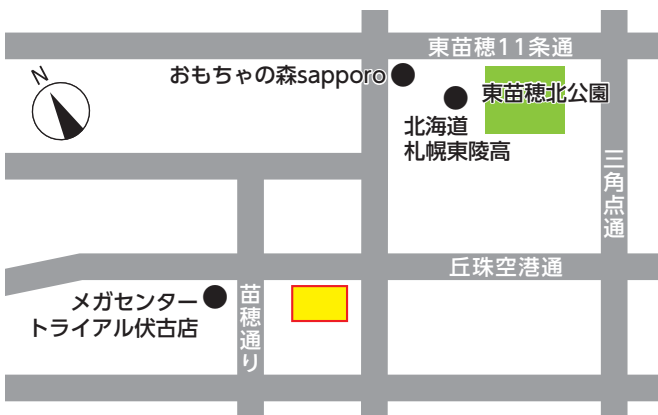 東苗穂11条通
N
おもちゃの森sapporo
東苗穂北公園
北海道
札幌東陵高
三角点通
丘珠空港通
メガセンター
トライアル伏古店
苗穂通り